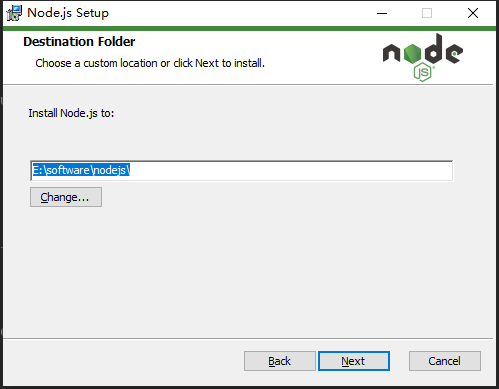 Node.js Setup
Destination Folder
Choose a custom location or click Next to install.
node
JS
Install Node.js to:
E:\software\nodejs\
Change...
Back
Next
Cancel